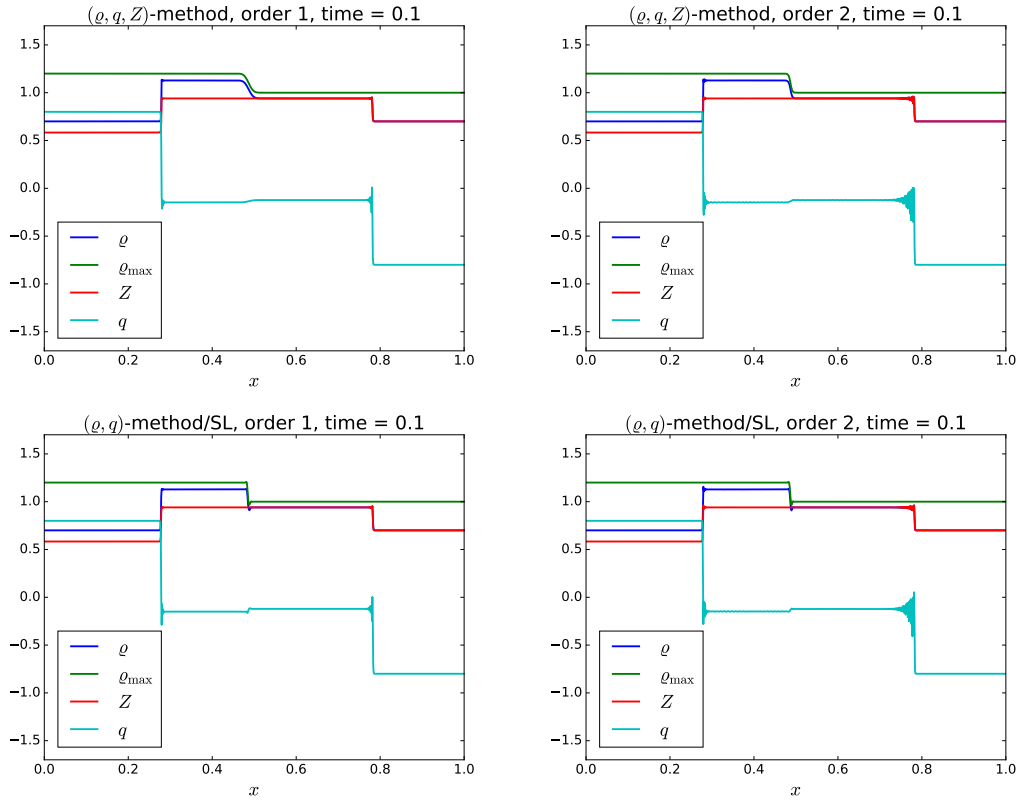 (ϱ, q, Z)-method, order 1, time = 0.1
1.5
1.0
0.5
0.0
−0.5
−1.0
−1.5
ϱ
ϱmax
Z
q
0.0 0.2 0.4 0.6 0.8 1.0
x
(ϱ, q, Z)-method, order 2, time = 0.1
1.5
1.0
0.5
0.0
−0.5
−1.0
−1.5
ϱ
ϱmax
Z
q
0.0 0.2 0.4 0.6 0.8 1.0
x
(ϱ, q)-method/SL, order 1, time = 0.1
1.5
1.0
0.5
0.0
−0.5
−1.0
−1.5
ϱ
ϱmax
Z
q
0.0 0.2 0.4 0.6 0.8 1.0
x
(ϱ, q)-method/SL, order 2, time = 0.1
1.5
1.0
0.5
0.0
−0.5
−1.0
−1.5
ϱ
ϱmax
Z
q
0.0 0.2 0.4 0.6 0.8 1.0
x